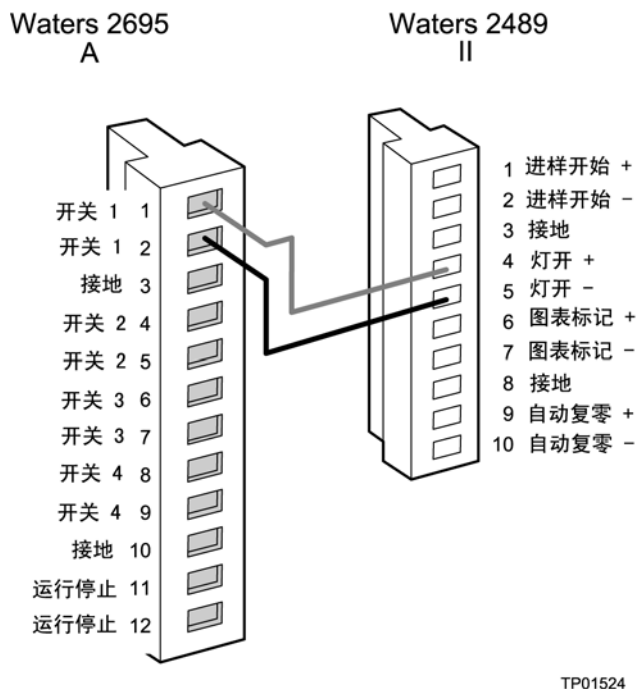 Waters 2695
A
Waters 2489
II
开关 1 1
开关 1 2
接地 3
开关 2 4
开关 2 5
开关 3 6
开关 3 7
开关 4 8
开关 4 9
接地 10
运行停止 11
运行停止 12
1 进样开始 +
2 进样开始 -
3 接地
4 灯开 +
5 灯开 -
6 图表标记 +
7 图表标记 -
8 接地
9 自动复零 +
10 自动复零 -
TP01524